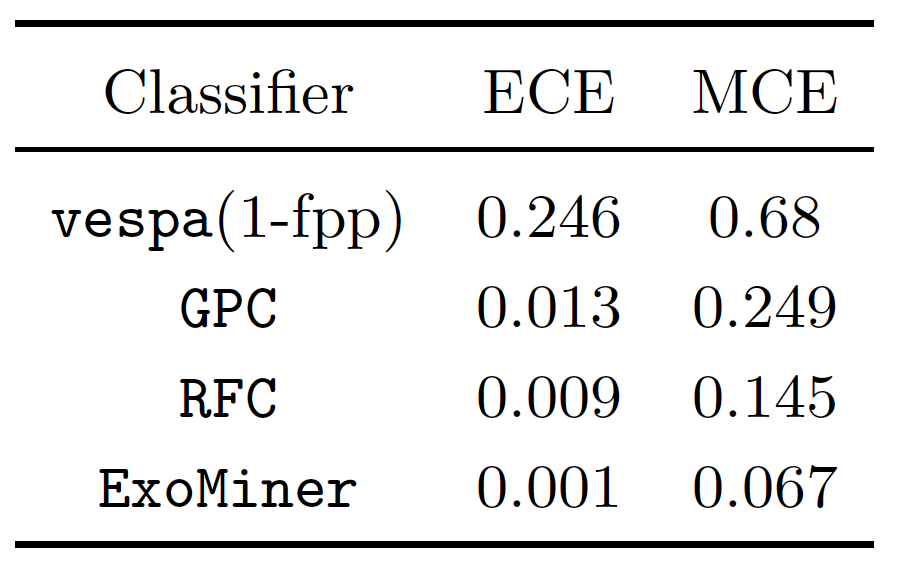 Classifier ECE MCE
vespa(1-fpp) 0.246 0.68
GPC 0.013 0.249
RFC 0.009 0.145
ExoMiner 0.001 0.067